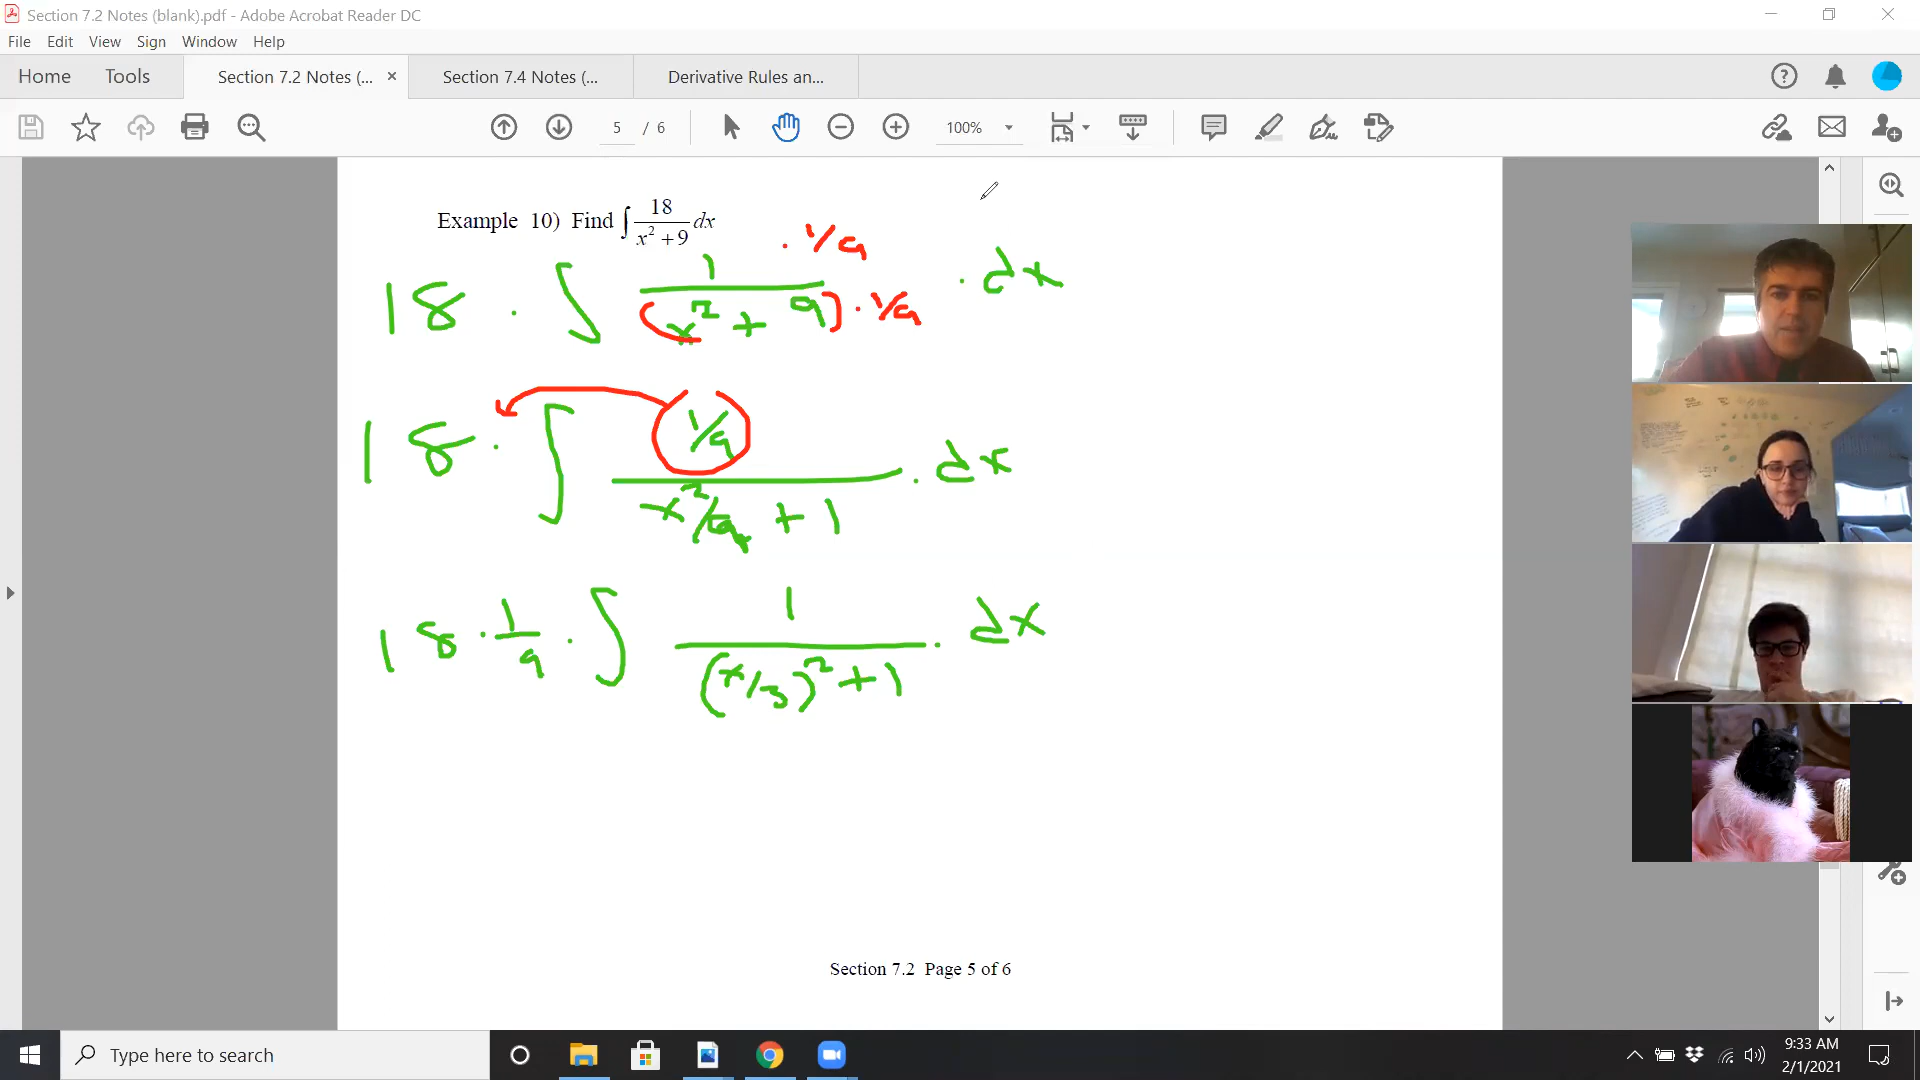 Section 7.2 Notes (blank).pdf - Adobe Acrobat Reader DC
File Edit View Sign Window Help
Home Tools Section 7.2 Notes (... × Section 7.4 Notes (... Derivative Rules an...
5 / 6 100%
Example 10) Find ∫ 18/(x² + 9) dx
18 · ∫ 1 · 1/9 / (x² + 9) · 1/9 · dx
18 · ∫ 1/9 / (x²/9 + 1) · dx
18 · 1/9 · ∫ 1 / ((x/3)² + 1) · dx
Section 7.2 Page 5 of 6
Type here to search
9:33 AM
2/1/2021